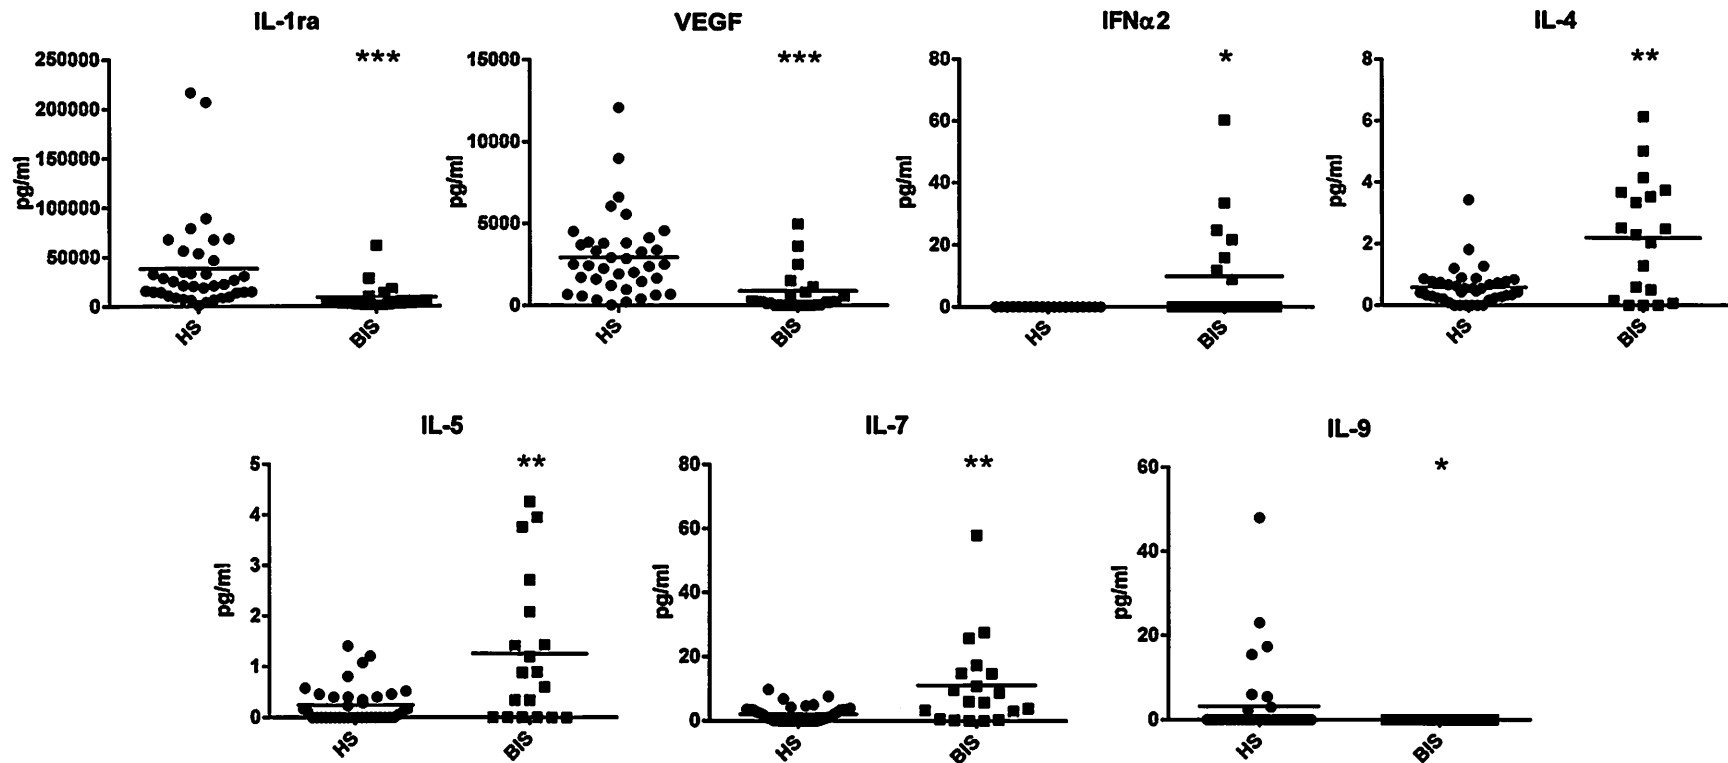 IL-1ra
***
250000
200000
150000
100000
50000
0
pg/ml
HS
BIS
VEGF
***
15000
10000
5000
0
pg/ml
HS
BIS
IFNα2
*
80
60
40
20
0
pg/ml
HS
BIS
IL-4
**
8
6
4
2
0
pg/ml
HS
BIS
IL-5
**
5
4
3
2
1
0
pg/ml
HS
BIS
IL-7
**
80
60
40
20
0
pg/ml
HS
BIS
IL-9
*
60
40
20
0
pg/ml
HS
BIS